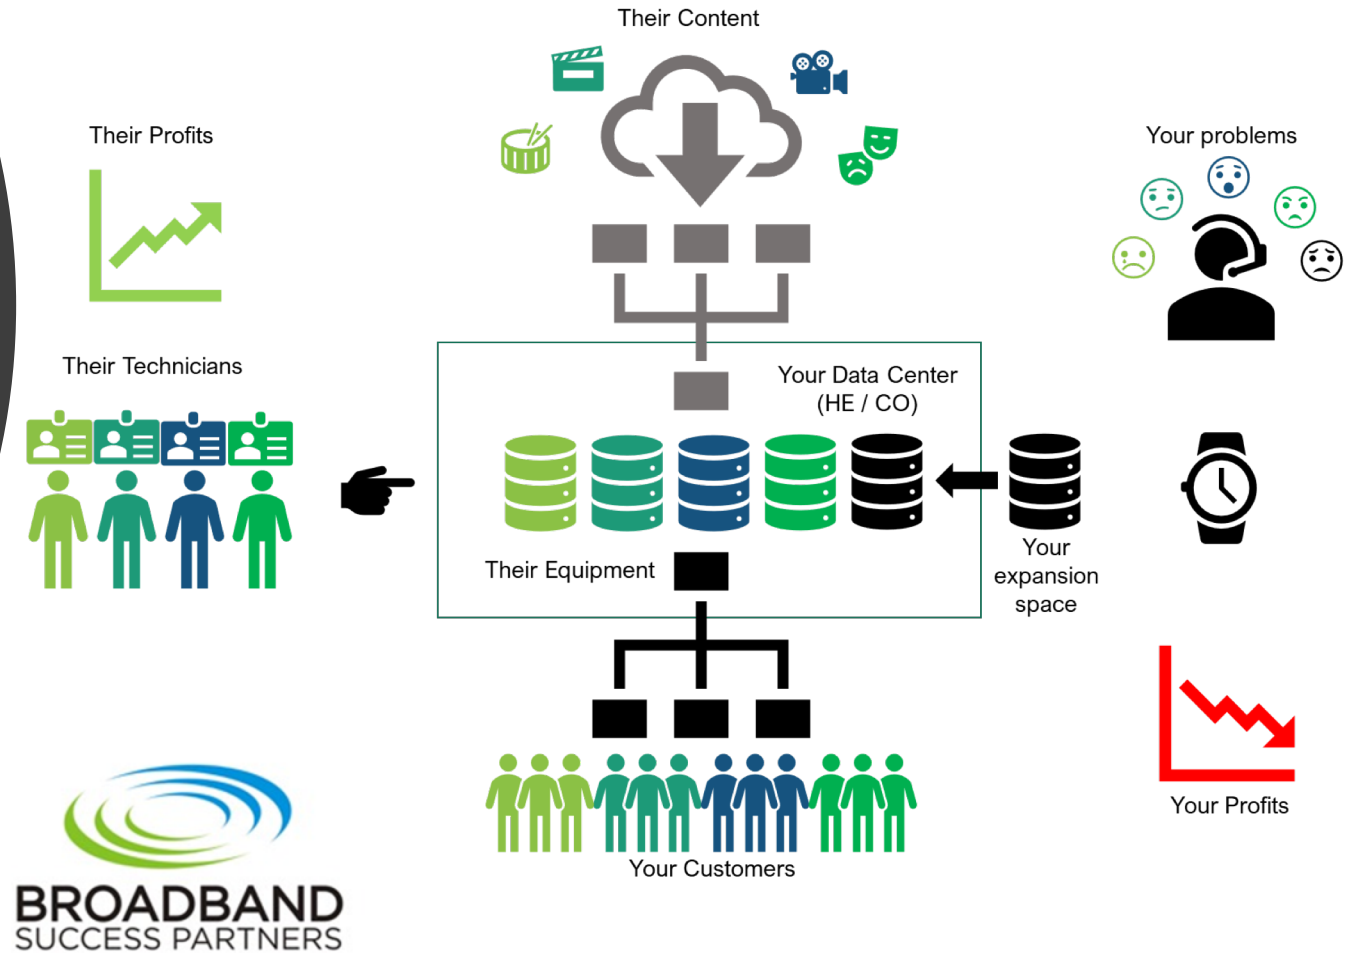 Their Content
Their Profits
Your problems
Their Technicians
Your Data Center
(HE / CO)
Their Equipment
Your
expansion
space
Your Profits
Your Customers
BROADBAND
SUCCESS PARTNERS